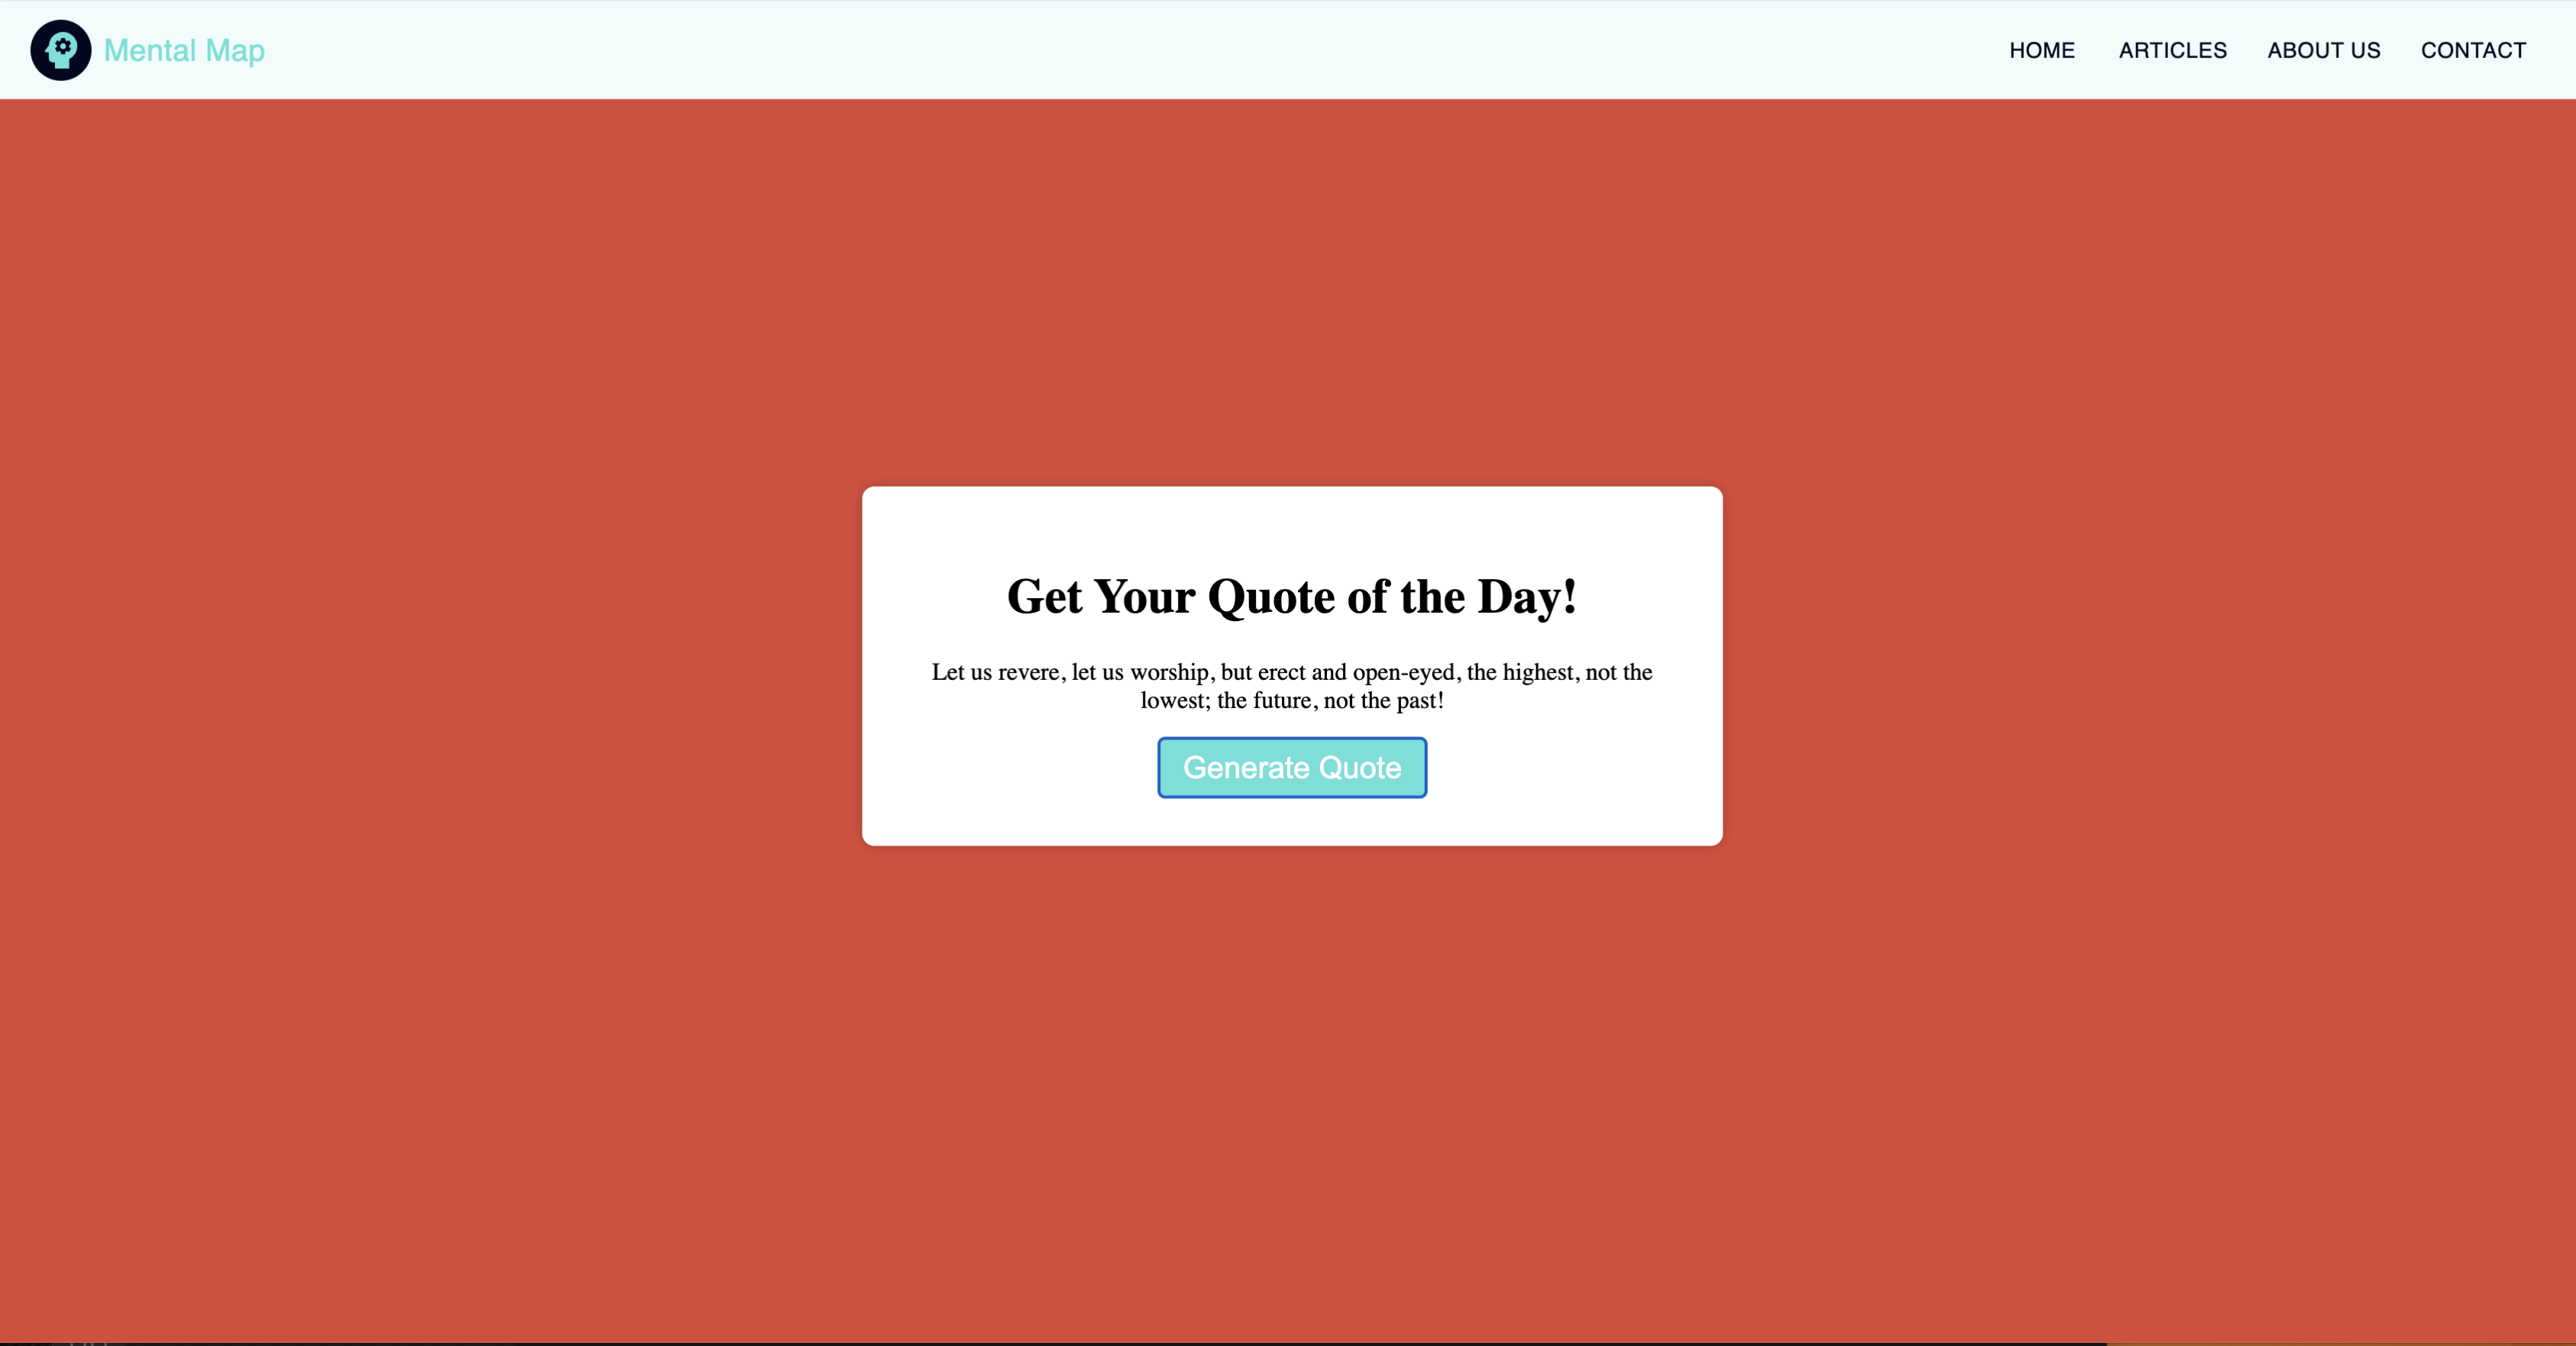 Mental Map
HOME ARTICLES ABOUT US CONTACT
Get Your Quote of the Day!
Let us revere, let us worship, but erect and open-eyed, the highest, not the
lowest; the future, not the past!
Generate Quote